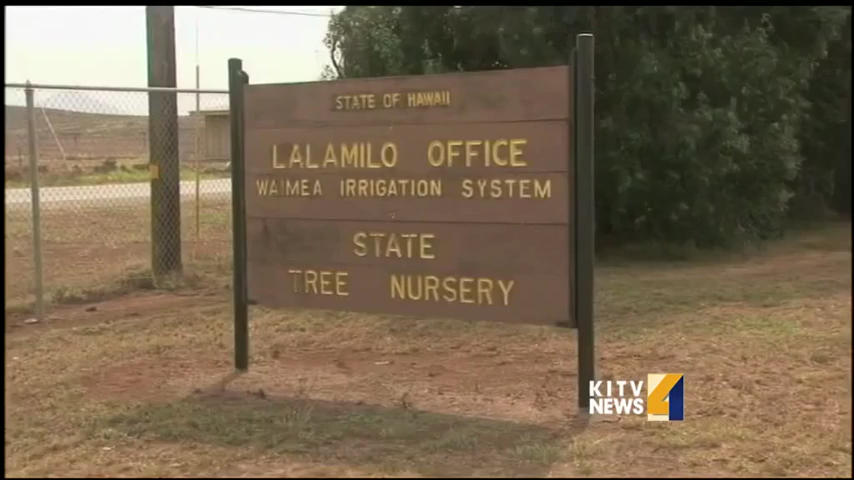 STATE OF HAWAII
LALAMILO OFFICE
WAIMEA IRRIGATION SYSTEM
STATE
TREE NURSERY
KITV 4
NEWS